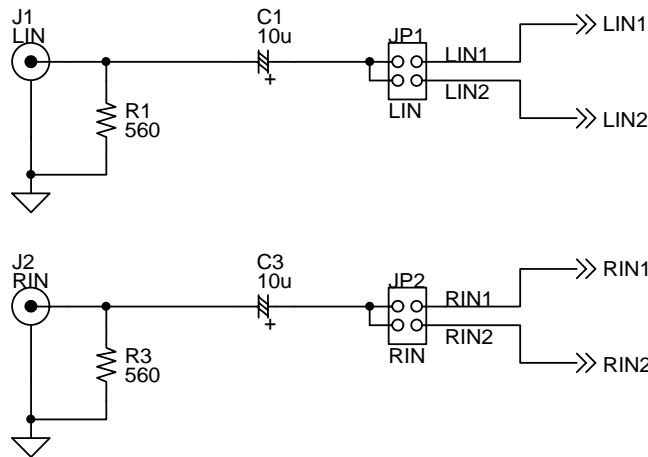 J1
LIN
C1
10u
JP1
LIN1
LIN1
R1
560
LIN2
LIN
LIN2
+
J2
RIN
C3
10u
JP2
RIN1
RIN1
R3
560
RIN2
RIN
RIN2
+